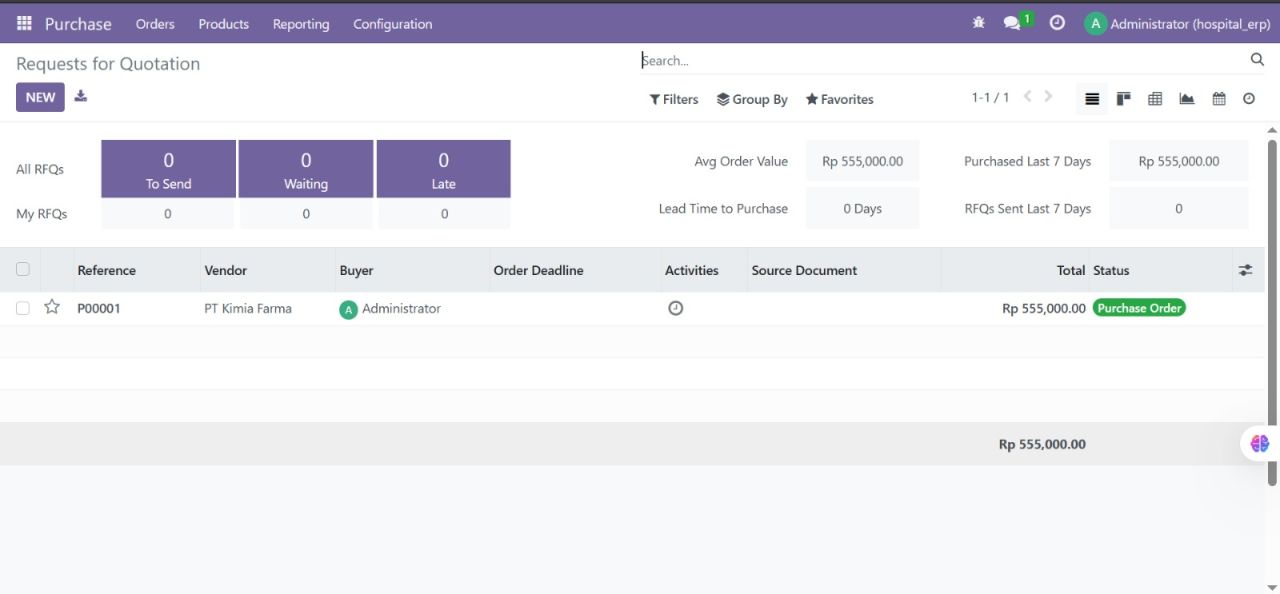 Purchase Orders Products Reporting Configuration 1 A Administrator (hospital_erp)
Requests for Quotation Search...
NEW Filters Group By Favorites 1-1 / 1
All RFQs 0 To Send 0 Waiting 0 Late Avg Order Value Rp 555,000.00 Purchased Last 7 Days Rp 555,000.00
My RFQs 0 0 0 Lead Time to Purchase 0 Days RFQs Sent Last 7 Days 0
Reference Vendor Buyer Order Deadline Activities Source Document Total Status
P00001 PT Kimia Farma A Administrator Rp 555,000.00 Purchase Order
Rp 555,000.00